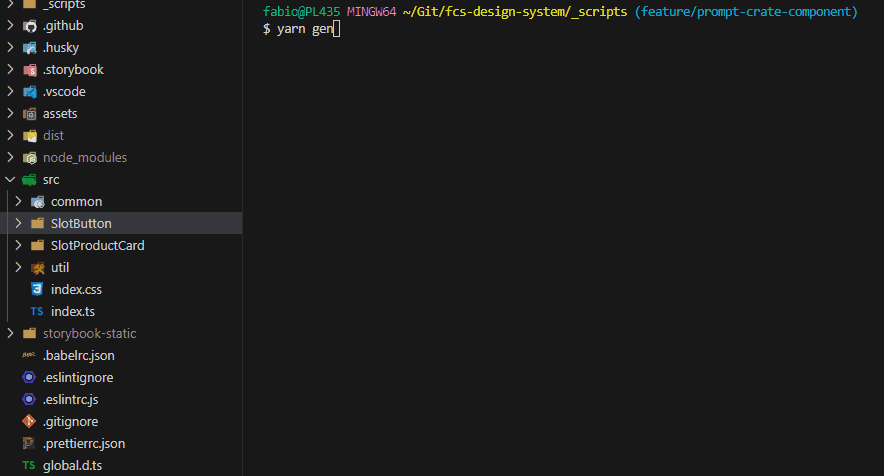 _scripts
fabio@PL435 MINGW64 ~/Git/fcs-design-system/_scripts (feature/prompt-crate-component)
$ yarn gen
.github
.husky
.storybook
.vscode
assets
dist
node_modules
src
common
SlotButton
SlotProductCard
util
index.css
TS index.ts
storybook-static
.babelrc.json
.eslintignore
.eslintrc.js
.gitignore
.prettierrc.json
TS global.d.ts